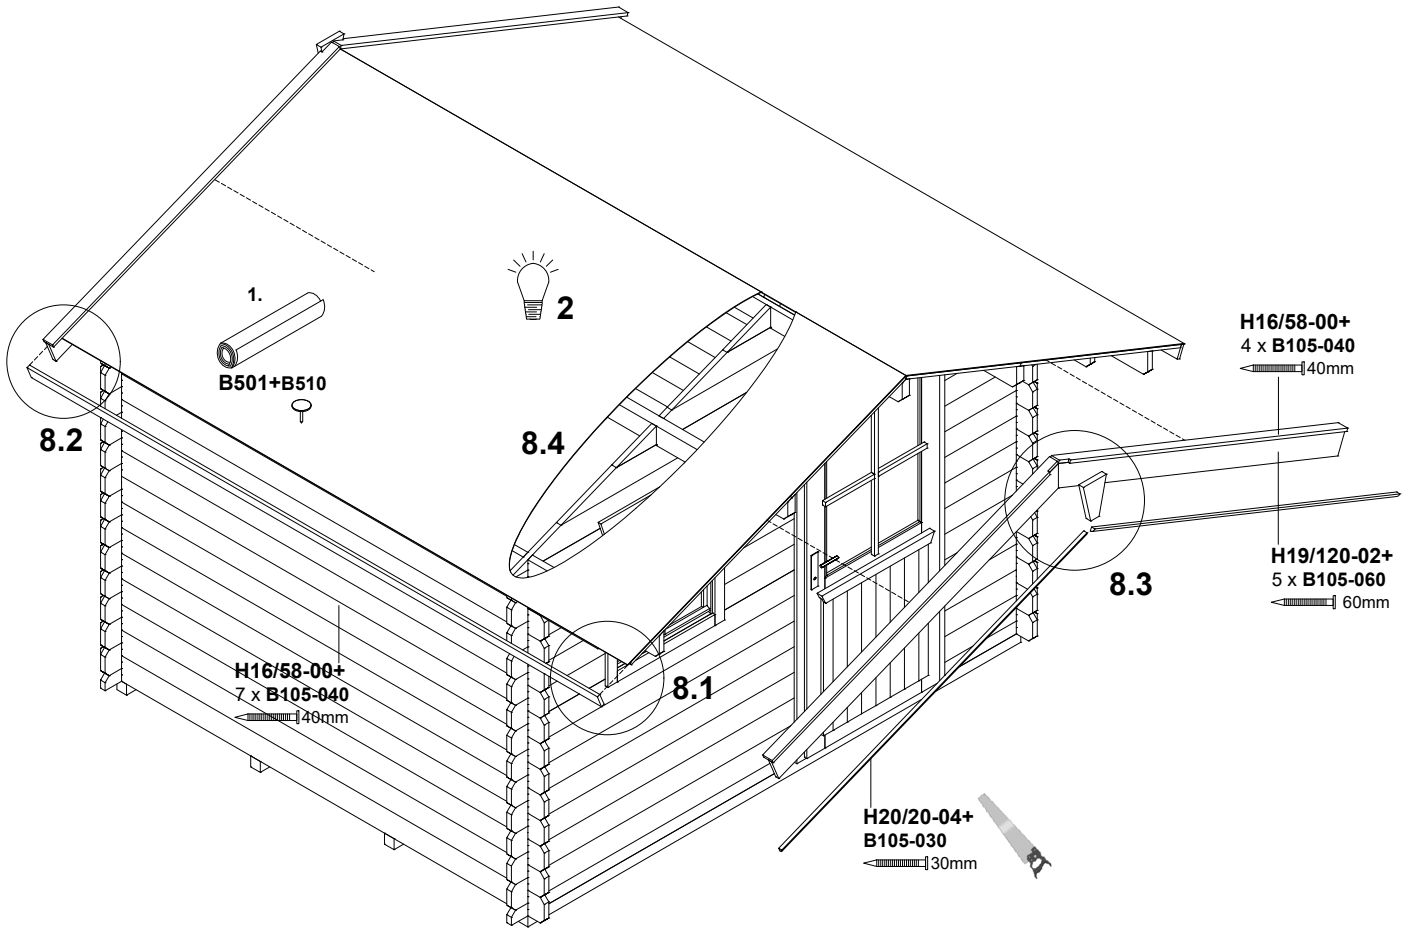 1.
2
B501+B510
8.2
8.4
H16/58-00+
4 x B105-040
40mm
8.3
H19/120-02+
5 x B105-060
60mm
H16/58-00+
7 x B105-040
40mm
8.1
H20/20-04+
B105-030
30mm